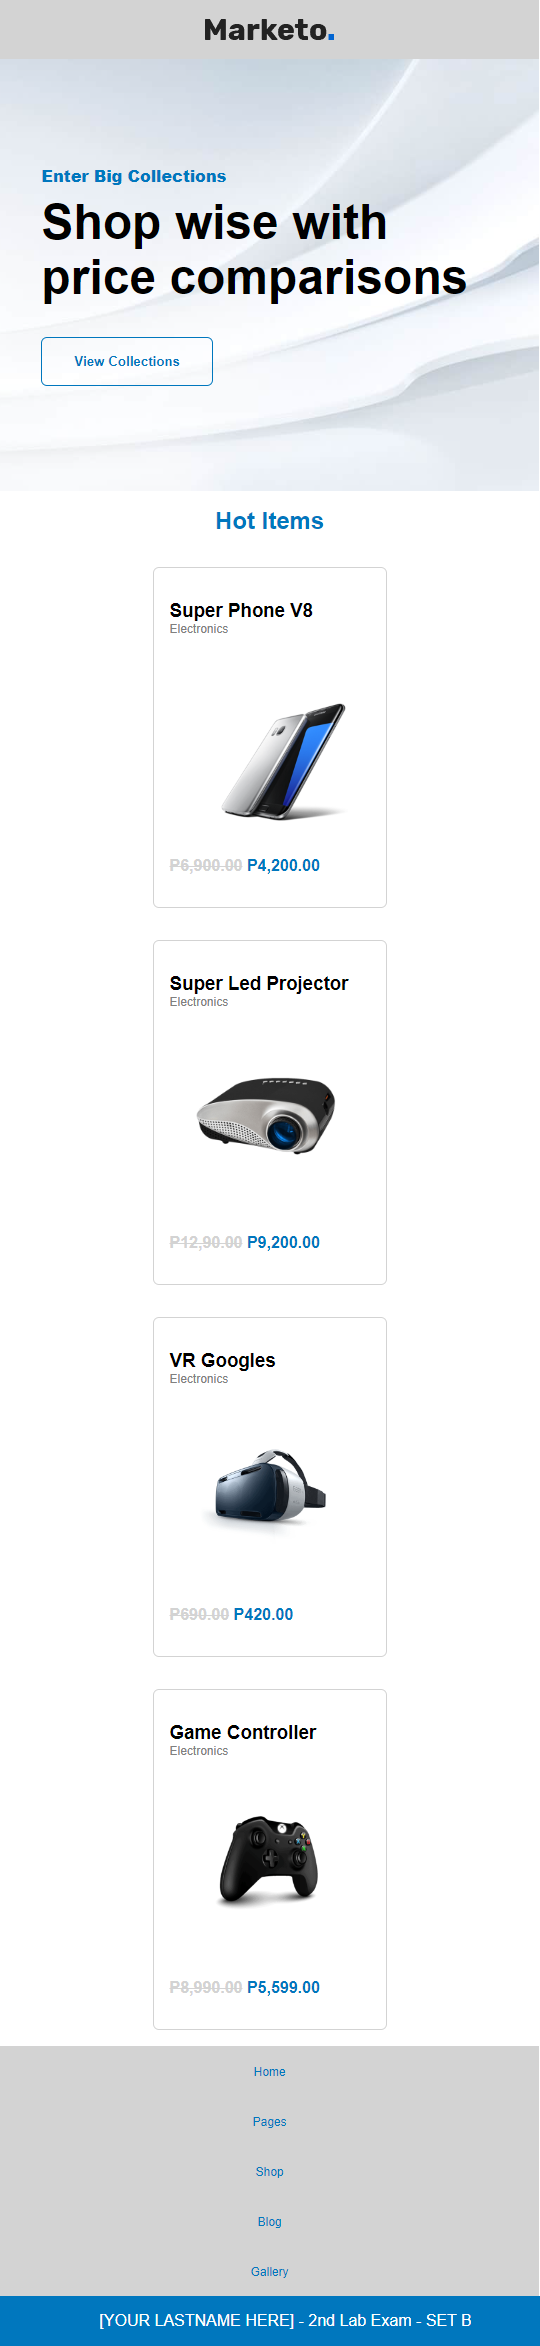 Marketo.
Enter Big Collections
Shop wise with
price comparisons
View Collections
Hot Items
Super Phone V8
Electronics
P6,900.00 P4,200.00
Super Led Projector
Electronics
P12,90.00 P9,200.00
VR Googles
Electronics
P690.00 P420.00
Game Controller
Electronics
P8,990.00 P5,599.00
Home
Pages
Shop
Blog
Gallery
[YOUR LASTNAME HERE] - 2nd Lab Exam - SET B